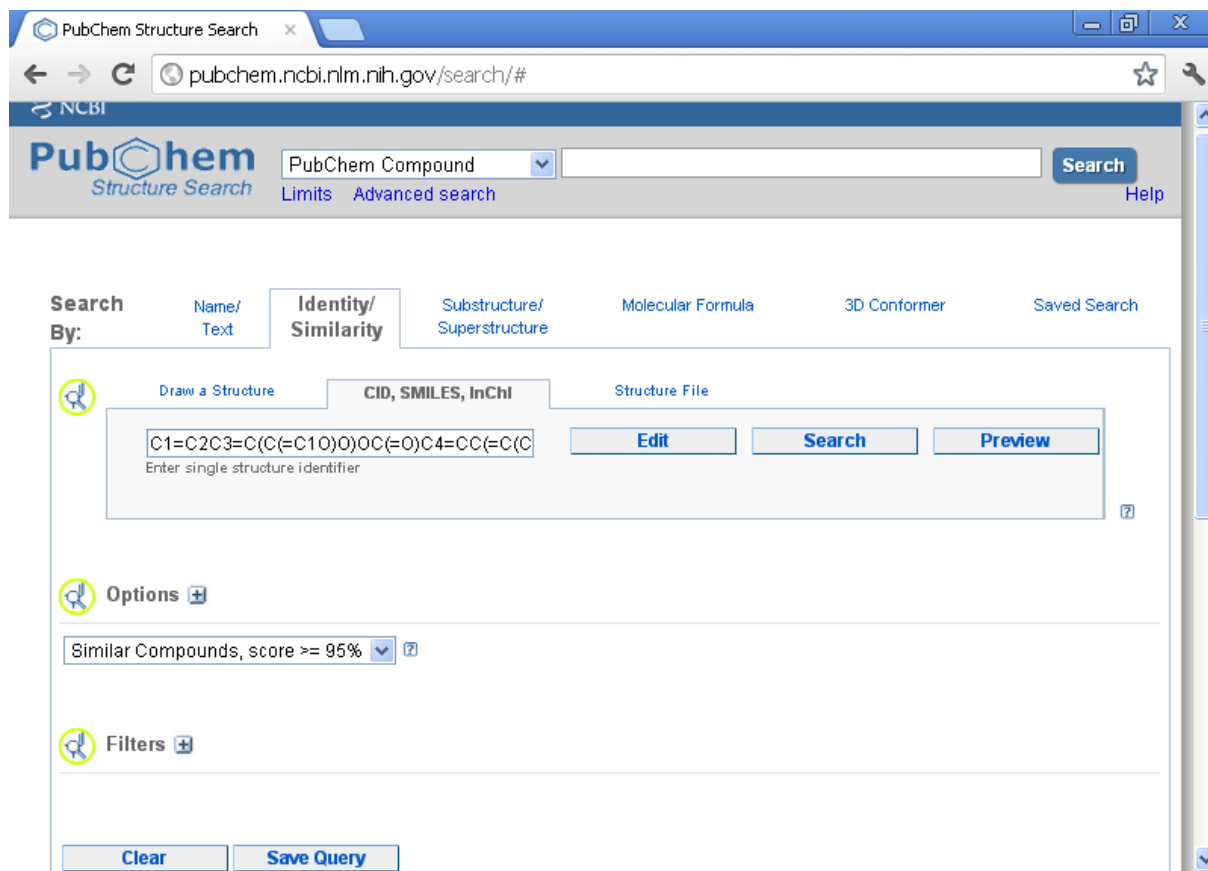 PubChem Structure Search
pubchem.ncbi.nlm.nih.gov/search/#
NCBI
PubChem
Structure Search
PubChem Compound
Search
Limits Advanced search
Help
Search By:
Name/ Text
Identity/ Similarity
Substructure/ Superstructure
Molecular Formula
3D Conformer
Saved Search
Draw a Structure
CID, SMILES, InChI
Structure File
C1=C2C3=C(C(=C1O)O)OC(=O)C4=CC(=C(C
Edit
Search
Preview
Enter single structure identifier
?
Options +
Similar Compounds, score >= 95%
?
Filters +
Clear
Save Query